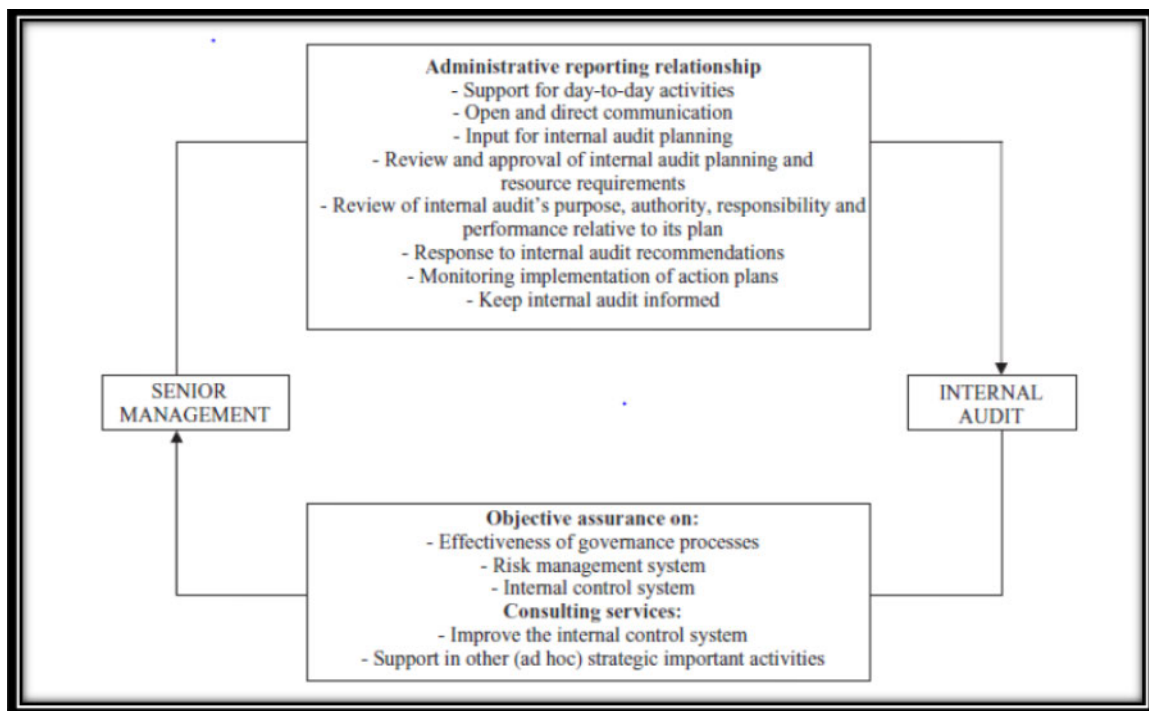 Administrative reporting relationship
- Support for day-to-day activities
- Open and direct communication
- Input for internal audit planning
- Review and approval of internal audit planning and
resource requirements
- Review of internal audit's purpose, authority, responsibility and
performance relative to its plan
- Response to internal audit recommendations
- Monitoring implementation of action plans
- Keep internal audit informed
SENIOR
MANAGEMENT
INTERNAL
AUDIT
Objective assurance on:
- Effectiveness of governance processes
- Risk management system
- Internal control system
Consulting services:
- Improve the internal control system
- Support in other (ad hoc) strategic important activities